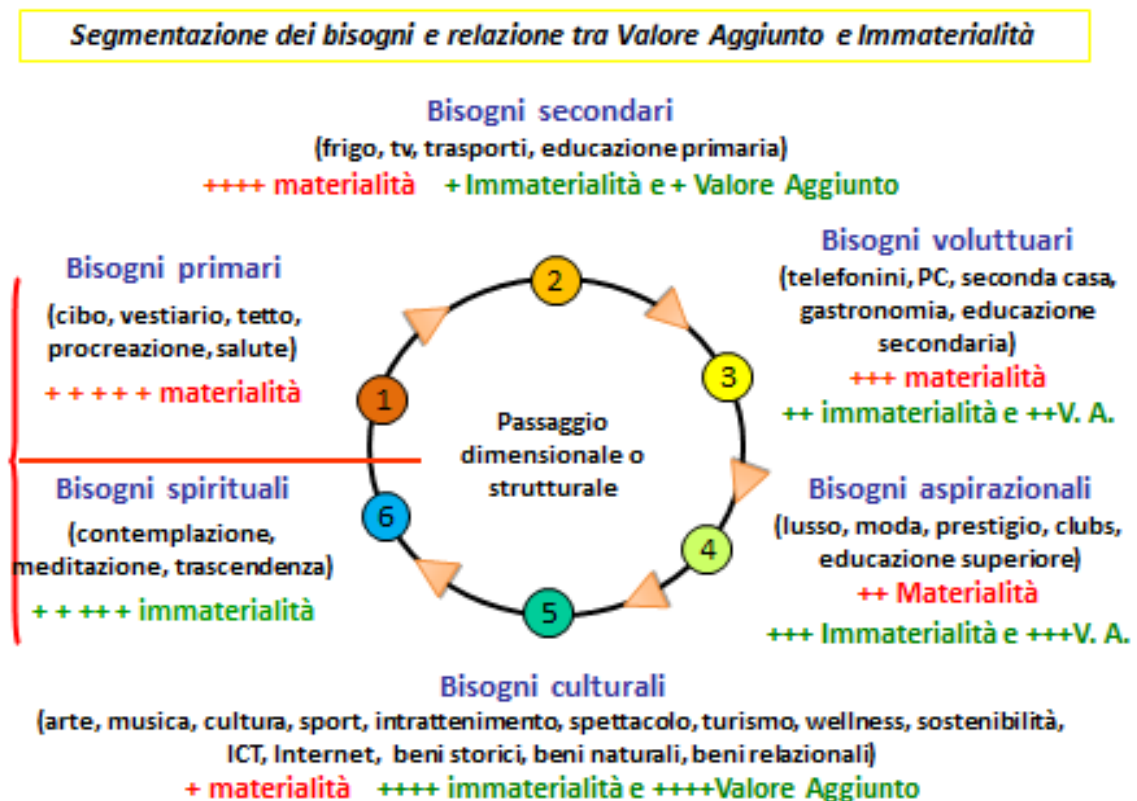 Segmentazione dei bisogni e relazione tra Valore Aggiunto e Immaterialità
Bisogni secondari
(frigo, tv, trasporti, educazione primaria)
++++ materialità + Immaterialità e + Valore Aggiunto
Bisogni primari
(cibo, vestiario, tetto,
procreazione, salute)
+ + + + + materialità
1
2
3
Bisogni voluttuari
(telefonini, PC, seconda casa,
gastronomia, educazione
secondaria)
+++ materialità
++ immaterialità e ++V. A.
Passaggio
dimensionale o
strutturale
Bisogni spirituali
(contemplazione,
meditazione, trascendenza)
+ + ++ + immaterialità
6
5
4
Bisogni aspirazionali
(lusso, moda, prestigio, clubs,
educazione superiore)
++ Materialità
+++ Immaterialità e +++V. A.
Bisogni culturali
(arte, musica, cultura, sport, intrattenimento, spettacolo, turismo, wellness, sostenibilità,
ICT, Internet, beni storici, beni naturali, beni relazionali)
+ materialità ++++ immaterialità e ++++Valore Aggiunto